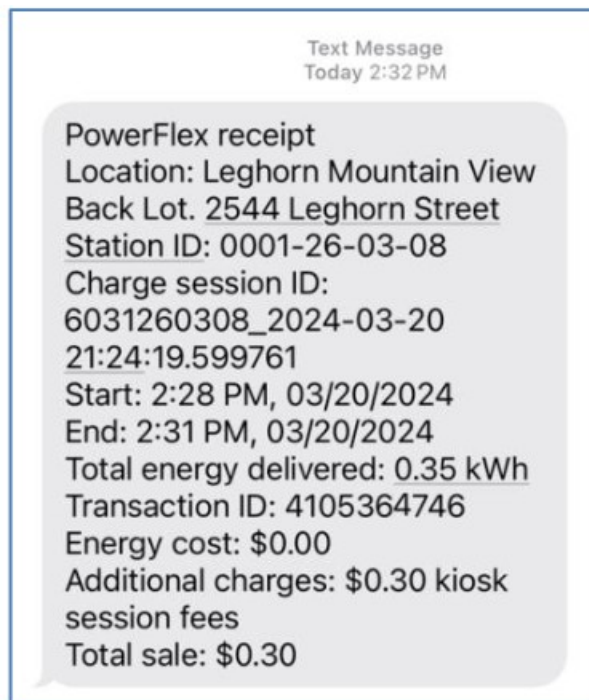 Text Message
Today 2:32 PM
PowerFlex receipt
Location: Leghorn Mountain View
Back Lot. 2544 Leghorn Street
Station ID: 0001-26-03-08
Charge session ID:
6031260308_2024-03-20
21:24:19.599761
Start: 2:28 PM, 03/20/2024
End: 2:31 PM, 03/20/2024
Total energy delivered: 0.35 kWh
Transaction ID: 4105364746
Energy cost: $0.00
Additional charges: $0.30 kiosk
session fees
Total sale: $0.30